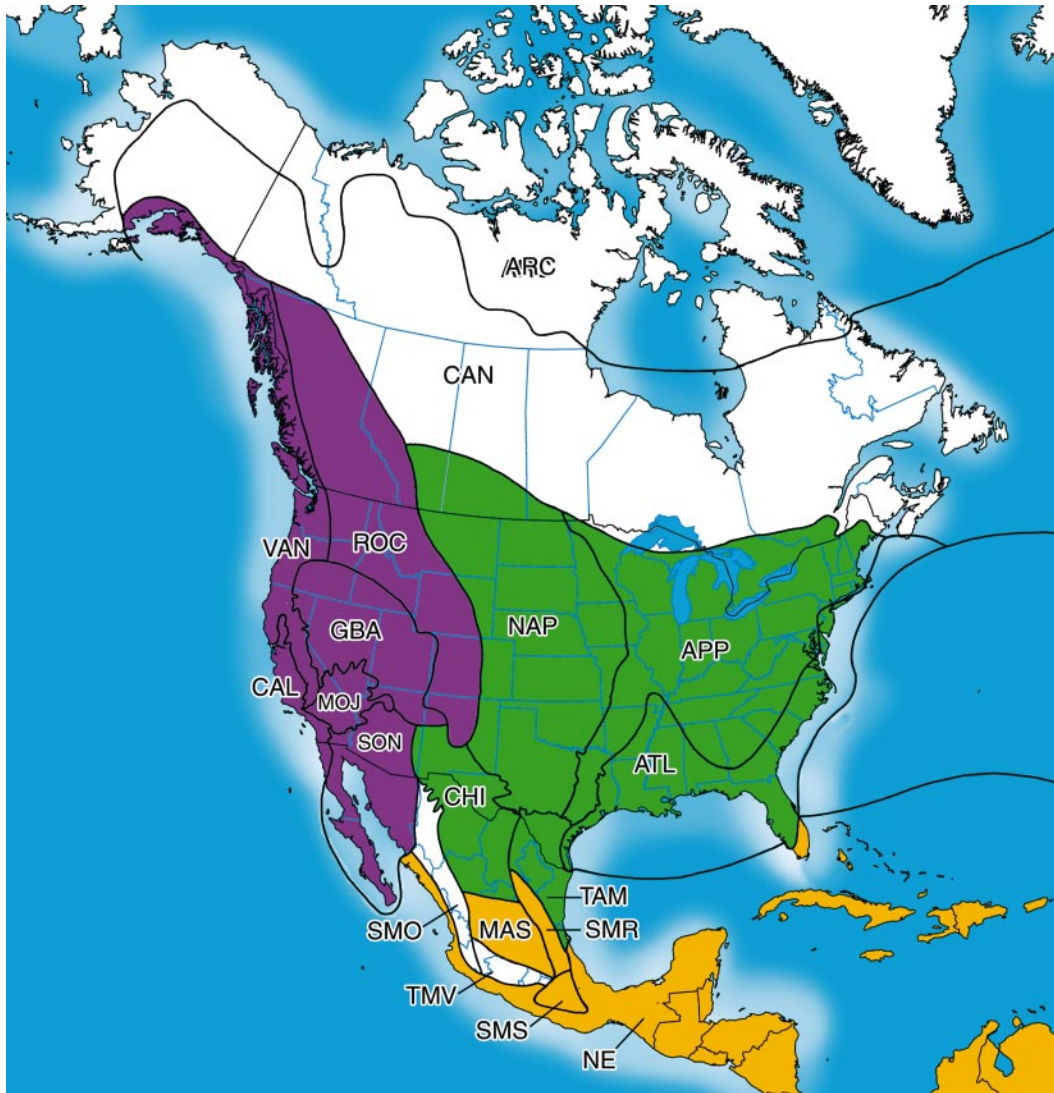 ARC
CAN
VAN
ROC
GBA
NAP
APP
CAL
MOJ
SON
ATL
CHI
TAM
SMO
MAS
SMR
TMV
SMS
NE